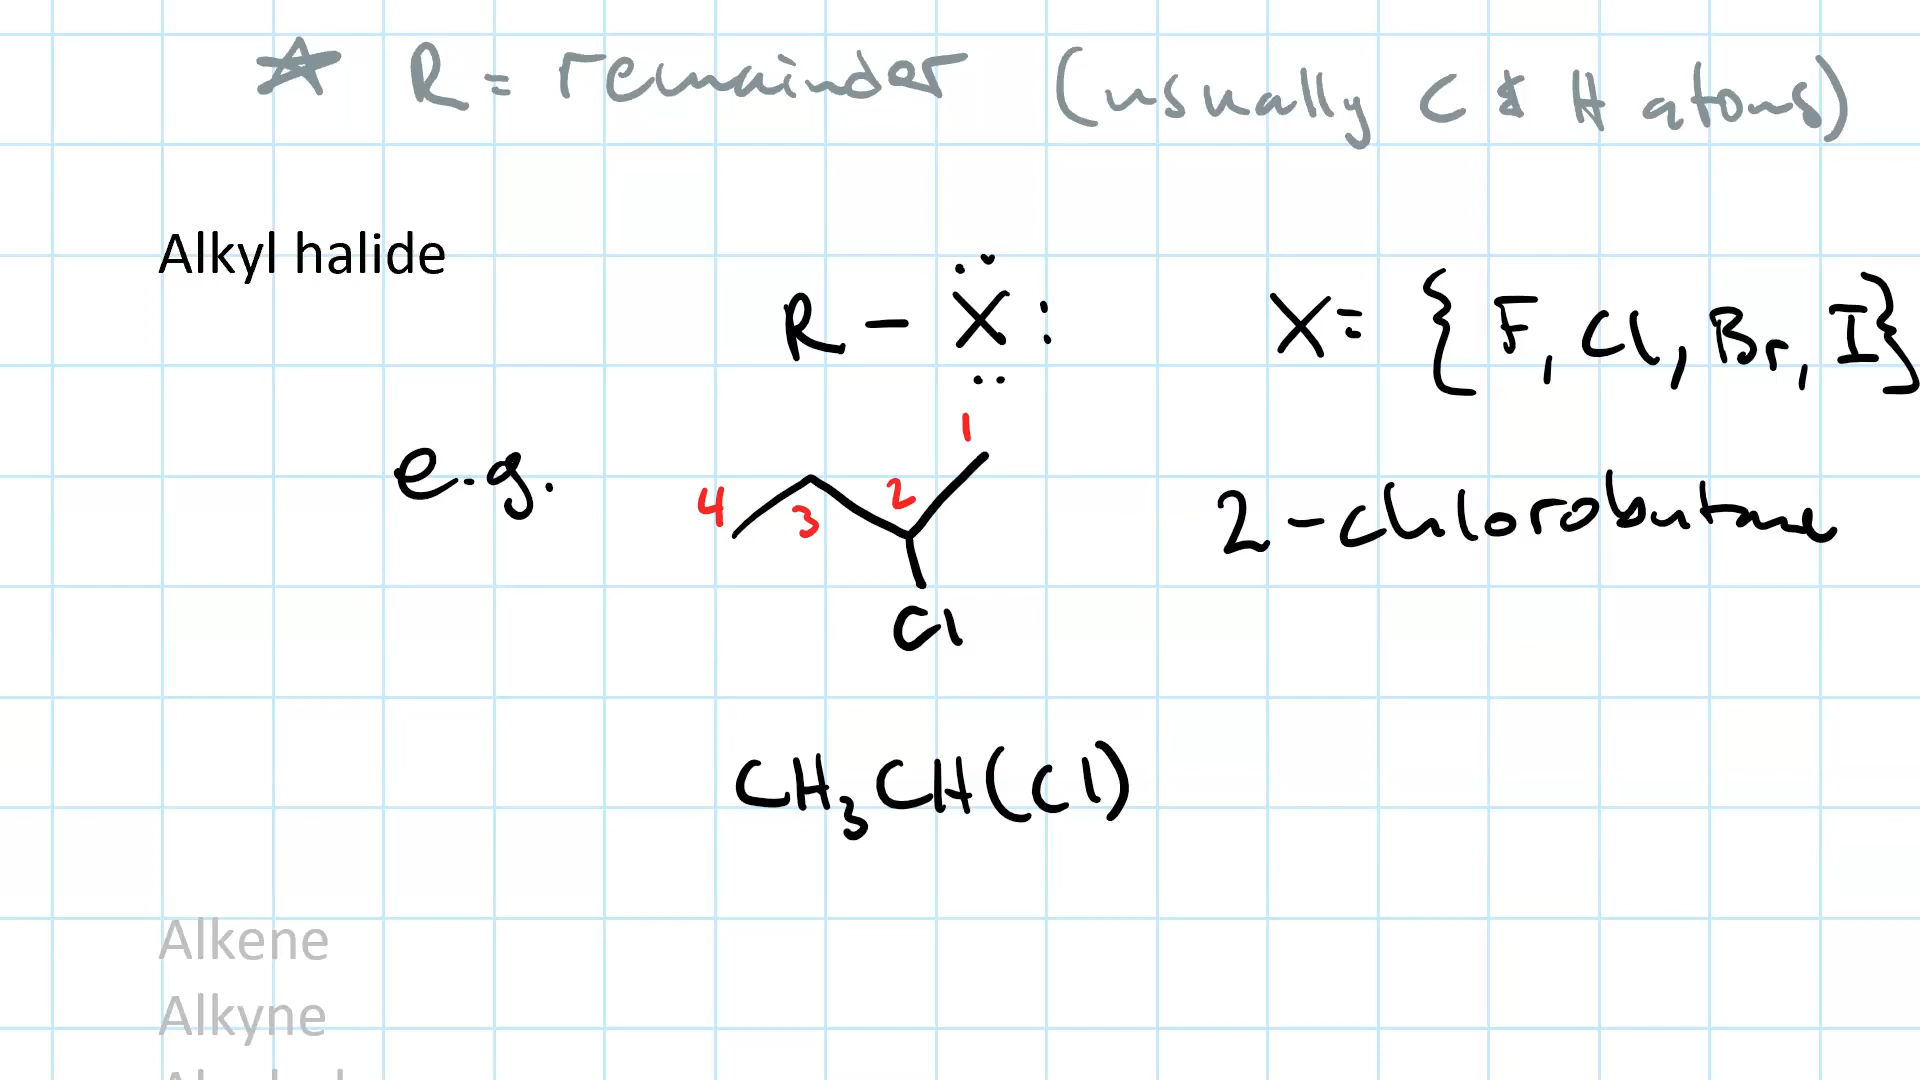 ☆ R = remainder (usually C & H atoms)
Alkyl halide
R – X: X = {F, Cl, Br, I}
1
e.g. 4 3 2 2-chlorobutane
Cl
CH₃CH(Cl)
Alkene
Alkyne